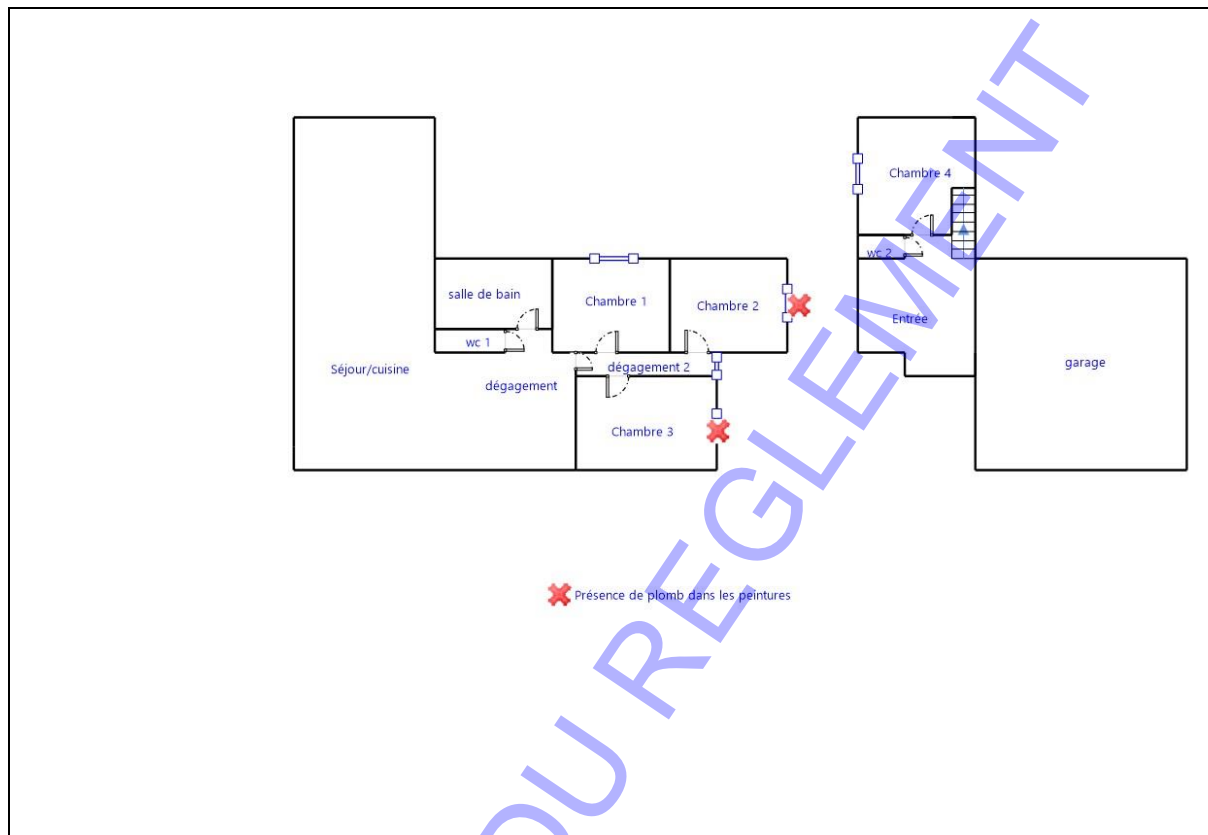 Chambre 4
wc 2
salle de bain
Chambre 1
Chambre 2
Entrée
wc 1
Séjour/cuisine
dégagement
dégagement 2
garage
Chambre 3
Présence de plomb dans les peintures
DU REGLEMENT